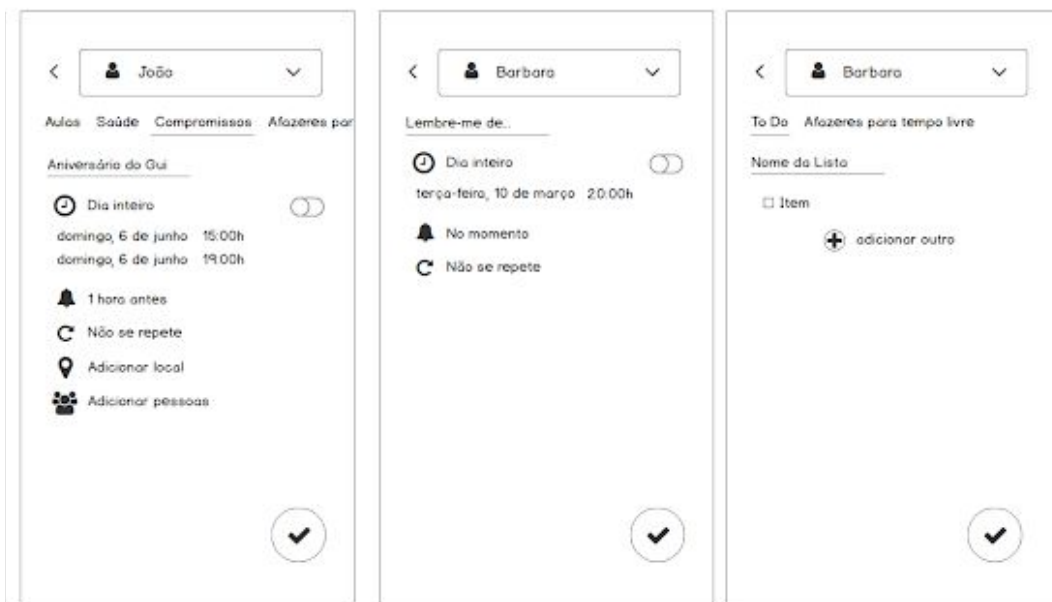 João
Aulas Saúde Compromissos Afazeres par
Aniversário do Gui
Dia inteiro
domingo, 6 de junho 15:00h
domingo, 6 de junho 19:00h
1 hora antes
Não se repete
Adicionar local
Adicionar pessoas
Barbara
Lembre-me de..
Dia inteiro
terça-feira, 10 de março 20:00h
No momento
Não se repete
Barbara
To Do Afazeres para tempo livre
Nome da Lista
Item
adicionar outro